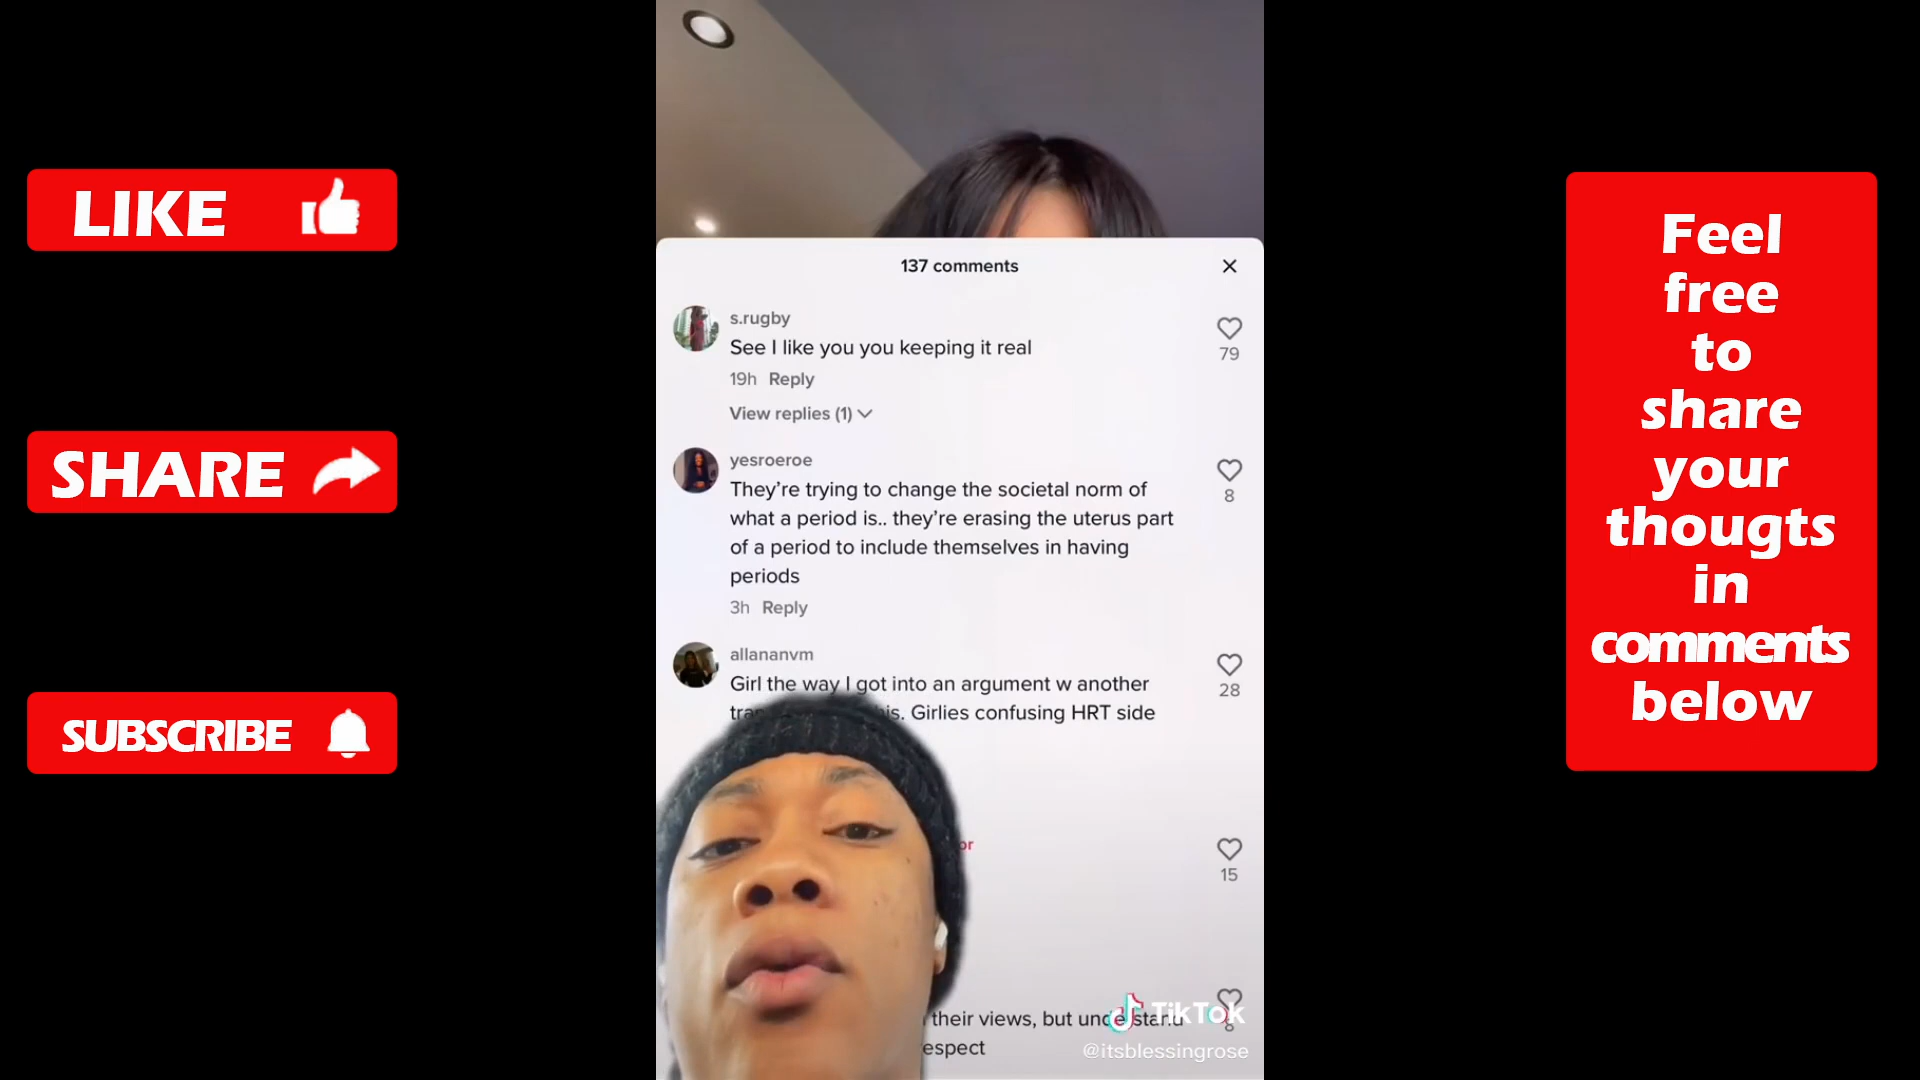 LIKE
SHARE
SUBSCRIBE
137 comments
s.rugby
See I like you you keeping it real
79
19h Reply
View replies (1)
yesroeroe
They’re trying to change the societal norm of
what a period is.. they’re erasing the uterus part
of a period to include themselves in having
periods
8
3h Reply
allananvm
Girl the way I got into an argument w another
28
Girlies confusing HRT side
15
their views, but understand
8
TikTok
@itsblessingrose
Feel
free
to
share
your
thougts
in
comments
below